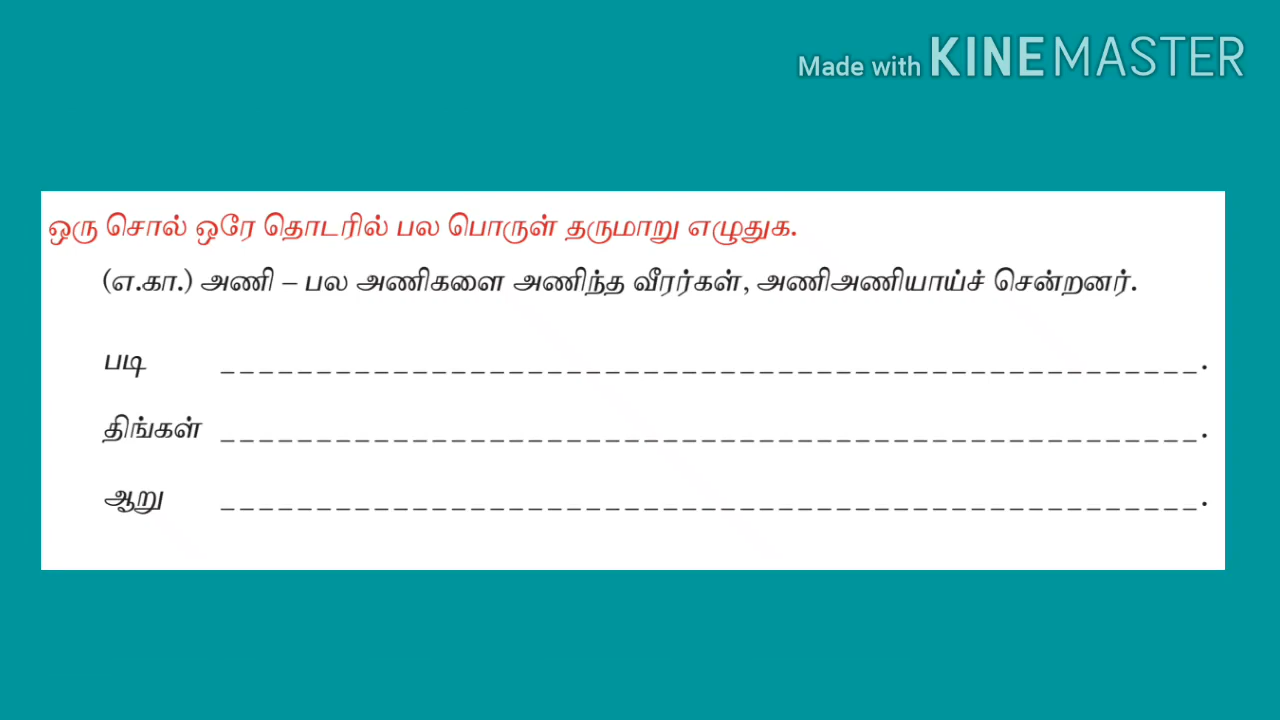 Made with KINEMASTER
ஒரு சொல் ஒரே தொடரில் பல பொருள் தருமாறு எழுதுக.
(எ.கா.) அணி – பல அணிகளை அணிந்த வீரர்கள், அணிஅணியாய்ச் சென்றனர்.
படி _ _ _ _ _ _ _ _ _ _ _ _ _ _ _ _ _ _ _ _ _ _ _ _ _ _ _ _ _ _ _ _ _ _ _ _ _ _ _ _ _ _ _ _ _ _ _ _ _ _ _ .
திங்கள் _ _ _ _ _ _ _ _ _ _ _ _ _ _ _ _ _ _ _ _ _ _ _ _ _ _ _ _ _ _ _ _ _ _ _ _ _ _ _ _ _ _ _ _ _ _ _ _ _ _ _ .
ஆறு _ _ _ _ _ _ _ _ _ _ _ _ _ _ _ _ _ _ _ _ _ _ _ _ _ _ _ _ _ _ _ _ _ _ _ _ _ _ _ _ _ _ _ _ _ _ _ _ _ _ _ .